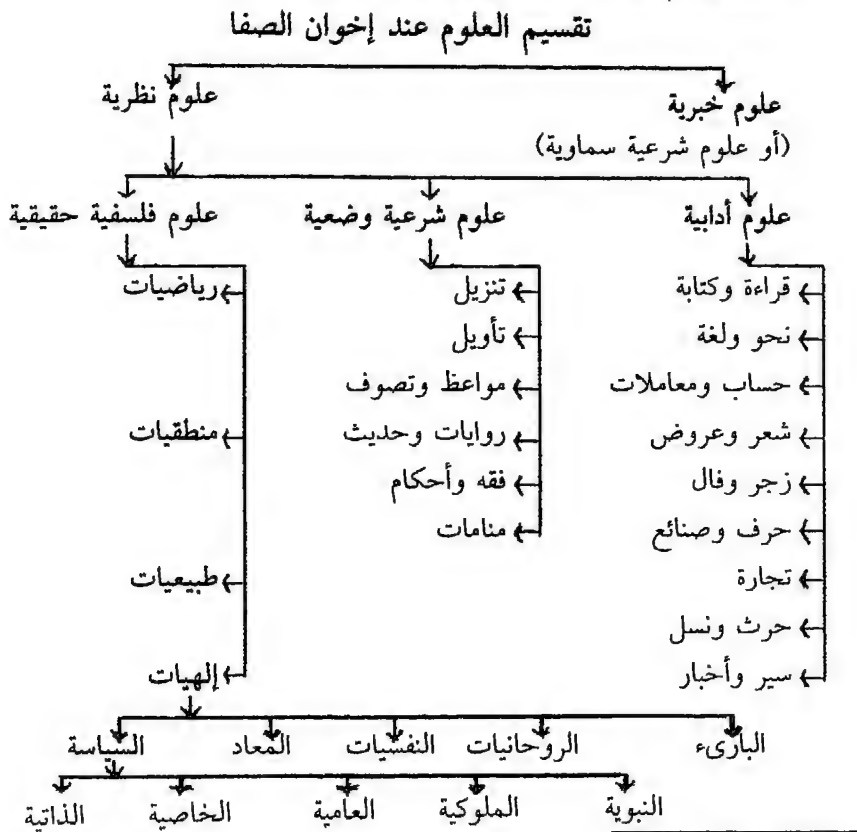 تقسيم العلوم عند إخوان الصفا
علوم خبرية
علوم نظرية
(أو علوم شرعية سماوية)
علوم أدابية
علوم شرعية وضعية
علوم فلسفية حقيقية
قراءة وكتابة
تنزيل
رياضيات
نحو ولغة
تأويل
حساب ومعاملات
مواعظ وتصوف
شعر وعروض
روايات وحديث
منطقيات
زجر وفال
فقه وأحكام
حرف وصنائع
منامات
تجارة
طبيعيات
حرث ونسل
سير وأخبار
إلهيات
البارىء
الروحانيات
النفسيات
المعاد
السياسة
النبوية
الملوكية
العامية
الخاصية
الذاتية